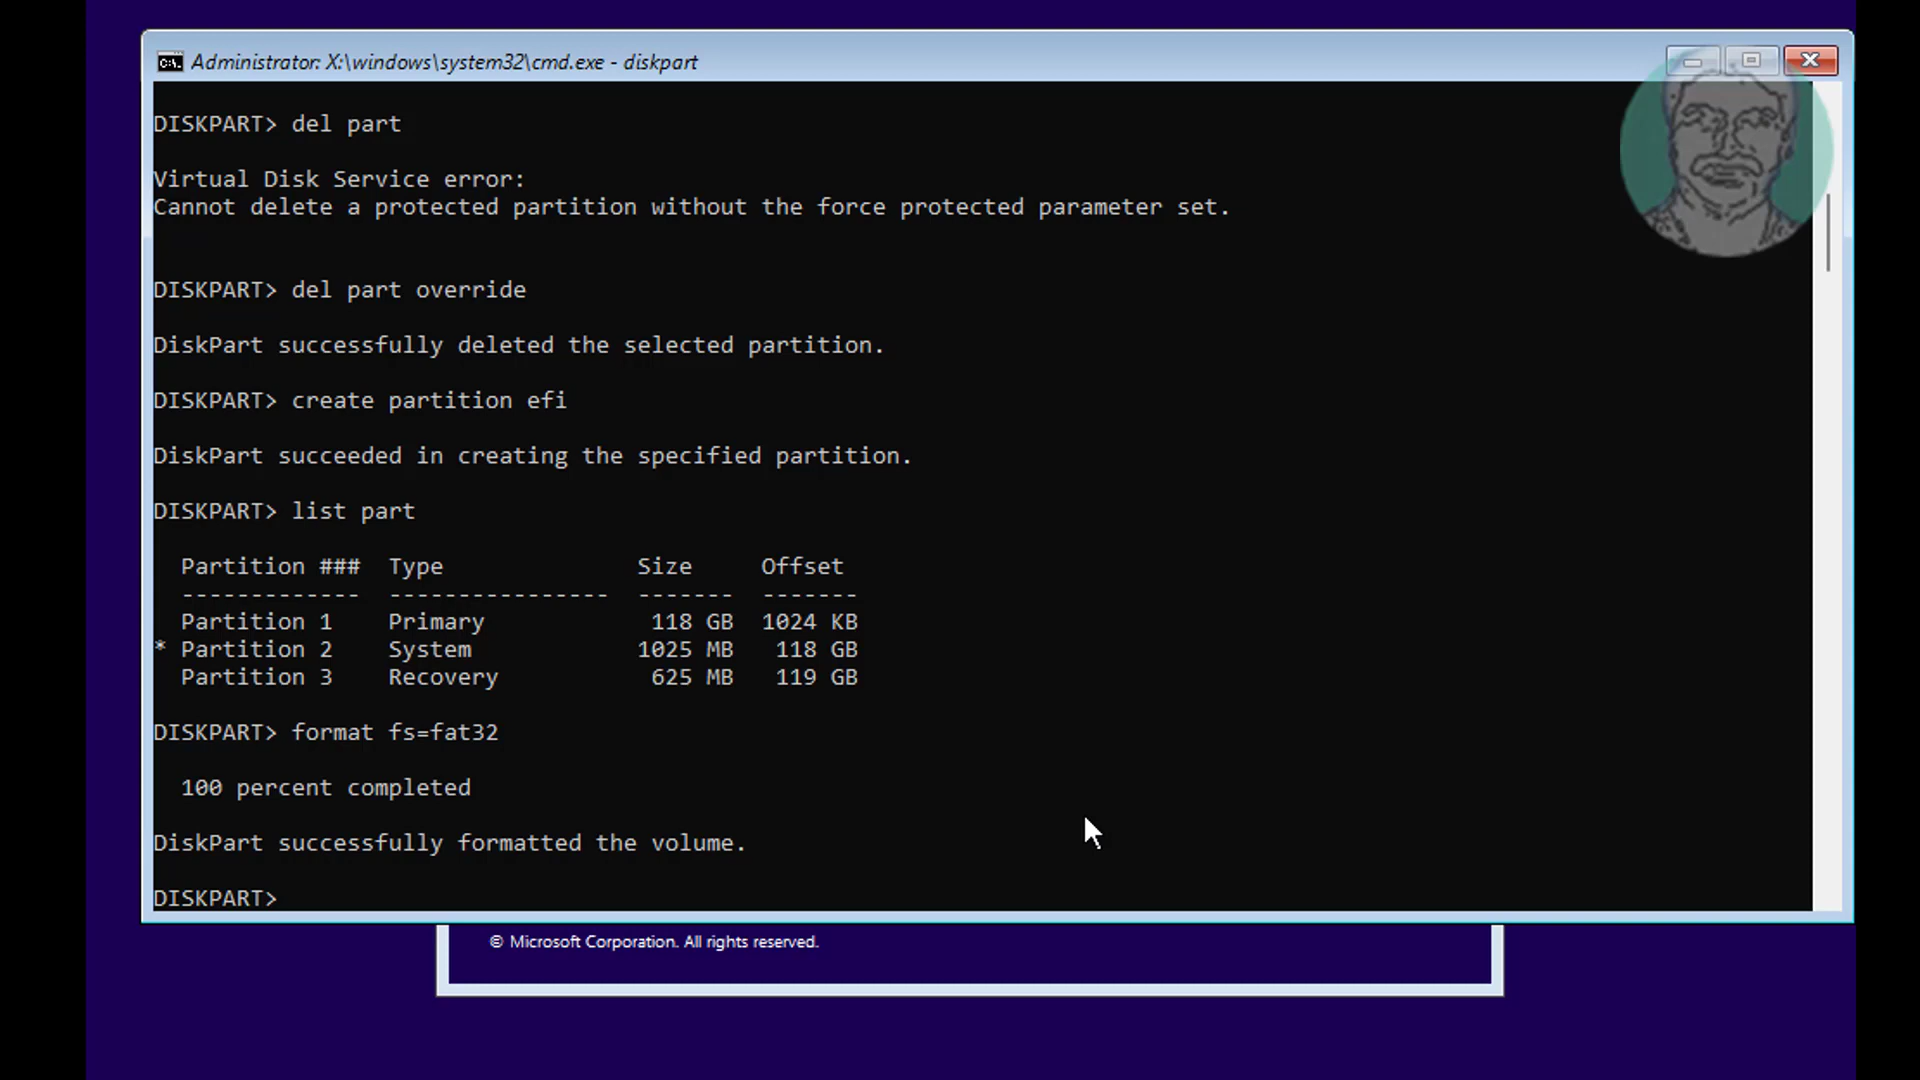 Administrator: X:\windows\system32\cmd.exe - diskpart
DISKPART> del part
Virtual Disk Service error:
Cannot delete a protected partition without the force protected parameter set.
DISKPART> del part override
DiskPart successfully deleted the selected partition.
DISKPART> create partition efi
DiskPart succeeded in creating the specified partition.
DISKPART> list part
  Partition ###  Type              Size     Offset
  -------------  ----------------  -------  -------
  Partition 1    Primary            118 GB  1024 KB
* Partition 2    System            1025 MB   118 GB
  Partition 3    Recovery           625 MB   119 GB
DISKPART> format fs=fat32
  100 percent completed
DiskPart successfully formatted the volume.
DISKPART>
© Microsoft Corporation. All rights reserved.